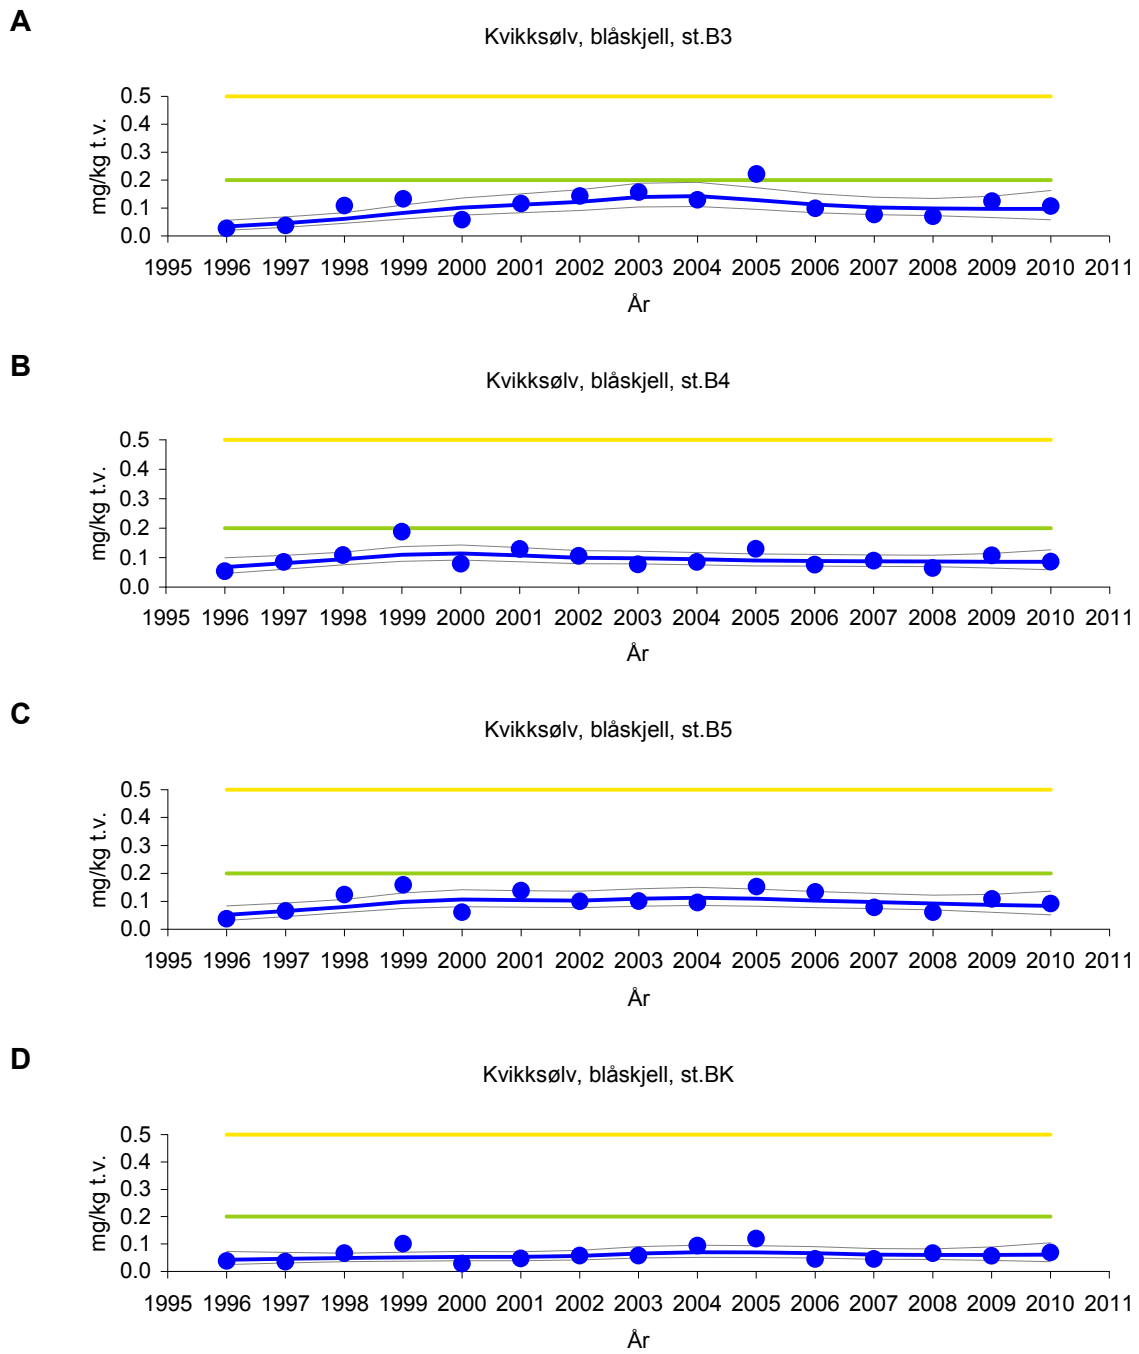 A
Kvikksølv, blåskjell, st.B3
mg/kg t.v.
0.5
0.4
0.3
0.2
0.1
0.0
1995 1996 1997 1998 1999 2000 2001 2002 2003 2004 2005 2006 2007 2008 2009 2010 2011
År
B
Kvikksølv, blåskjell, st.B4
mg/kg t.v.
0.5
0.4
0.3
0.2
0.1
0.0
1995 1996 1997 1998 1999 2000 2001 2002 2003 2004 2005 2006 2007 2008 2009 2010 2011
År
C
Kvikksølv, blåskjell, st.B5
mg/kg t.v.
0.5
0.4
0.3
0.2
0.1
0.0
1995 1996 1997 1998 1999 2000 2001 2002 2003 2004 2005 2006 2007 2008 2009 2010 2011
År
D
Kvikksølv, blåskjell, st.BK
mg/kg t.v.
0.5
0.4
0.3
0.2
0.1
0.0
1995 1996 1997 1998 1999 2000 2001 2002 2003 2004 2005 2006 2007 2008 2009 2010 2011
År